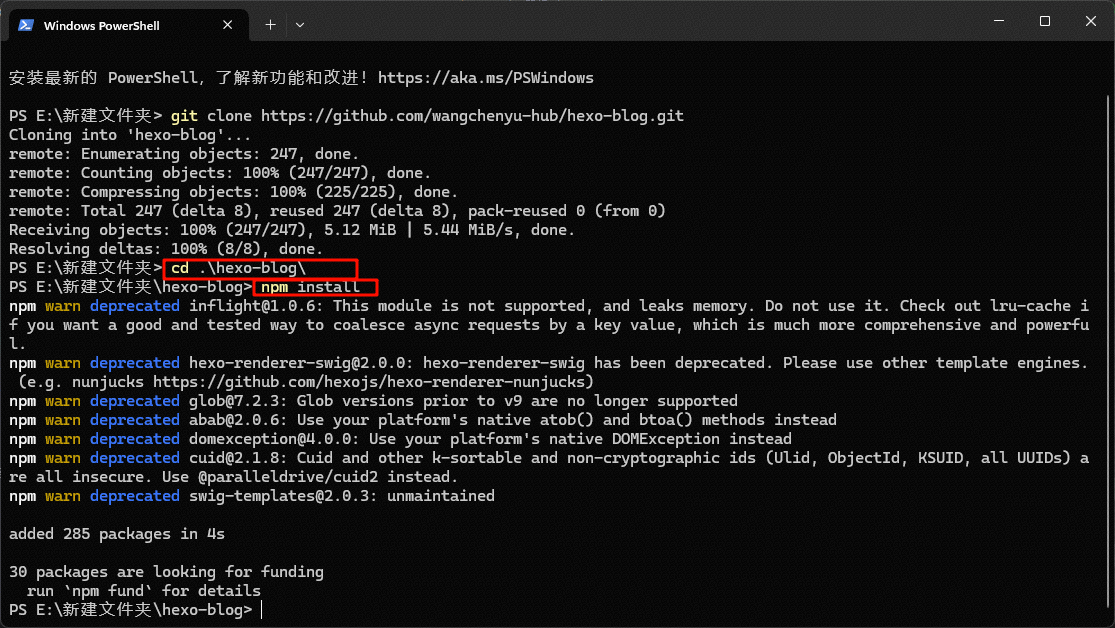 Windows PowerShell
安装最新的 PowerShell，了解新功能和改进！https://aka.ms/PSWindows
PS E:\新建文件夹> git clone https://github.com/wangchenyu-hub/hexo-blog.git
Cloning into 'hexo-blog'...
remote: Enumerating objects: 247, done.
remote: Counting objects: 100% (247/247), done.
remote: Compressing objects: 100% (225/225), done.
remote: Total 247 (delta 8), reused 247 (delta 8), pack-reused 0 (from 0)
Receiving objects: 100% (247/247), 5.12 MiB | 5.44 MiB/s, done.
Resolving deltas: 100% (8/8), done.
PS E:\新建文件夹> cd .\hexo-blog\
PS E:\新建文件夹\hexo-blog> npm install
npm warn deprecated inflight@1.0.6: This module is not supported, and leaks memory. Do not use it. Check out lru-cache i
f you want a good and tested way to coalesce async requests by a key value, which is much more comprehensive and powerfu
l.
npm warn deprecated hexo-renderer-swig@2.0.0: hexo-renderer-swig has been deprecated. Please use other template engines.
(e.g. nunjucks https://github.com/hexojs/hexo-renderer-nunjucks)
npm warn deprecated glob@7.2.3: Glob versions prior to v9 are no longer supported
npm warn deprecated abab@2.0.6: Use your platform's native atob() and btoa() methods instead
npm warn deprecated domexception@4.0.0: Use your platform's native DOMException instead
npm warn deprecated cuid@2.1.8: Cuid and other k-sortable and non-cryptographic ids (Ulid, ObjectId, KSUID, all UUIDs) a
re all insecure. Use @paralleldrive/cuid2 instead.
npm warn deprecated swig-templates@2.0.3: unmaintained
added 285 packages in 4s
30 packages are looking for funding
run `npm fund` for details
PS E:\新建文件夹\hexo-blog>